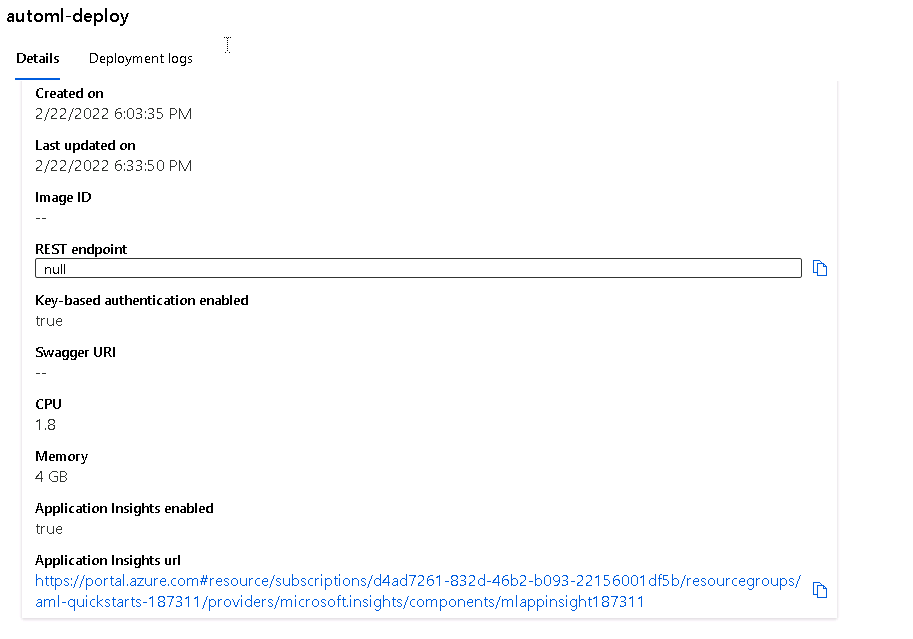 automl-deploy
Details
Deployment logs
Created on
2/22/2022 6:03:35 PM
Last updated on
2/22/2022 6:33:50 PM
Image ID
--
REST endpoint
null
Key-based authentication enabled
true
Swagger URI
--
CPU
1.8
Memory
4 GB
Application Insights enabled
true
Application Insights url
https://portal.azure.com#resource/subscriptions/d4ad7261-832d-46b2-b093-22156001df5b/resourcegroups/
aml-quickstarts-187311/providers/microsoft.insights/components/mlappinsight187311